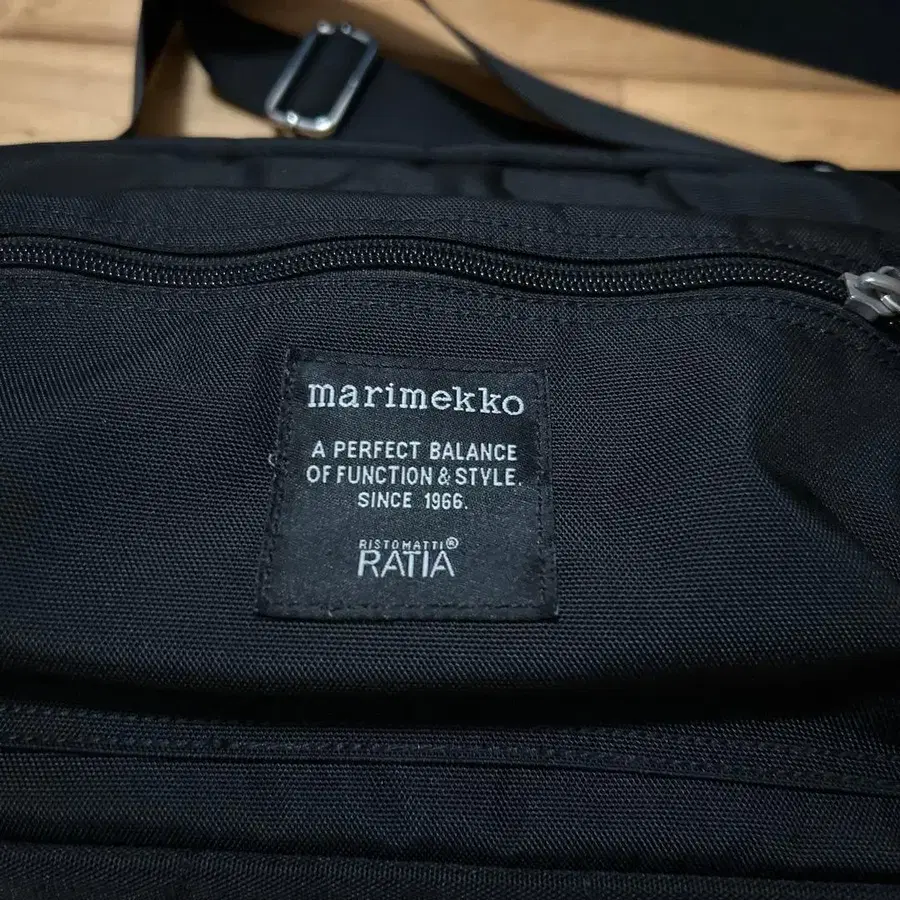 marimekko
A PERFECT BALANCE
OF FUNCTION & STYLE.
SINCE 1966.
RISTOMATTI®
RATIA